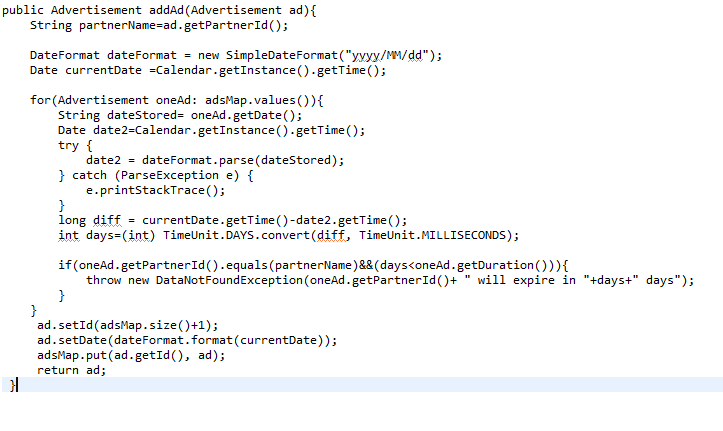 public Advertisement addAd(Advertisement ad){
String partnerName=ad.getPartnerId();
DateFormat dateFormat = new SimpleDateFormat("yyyy/MM/dd");
Date currentDate =Calendar.getInstance().getTime();
for(Advertisement oneAd: adsMap.values()){
String dateStored= oneAd.getDate();
Date date2=Calendar.getInstance().getTime();
try {
date2 = dateFormat.parse(dateStored);
} catch (ParseException e) {
e.printStackTrace();
}
long diff = currentDate.getTime()-date2.getTime();
int days=(int) TimeUnit.DAYS.convert(diff, TimeUnit.MILLISECONDS);
if(oneAd.getPartnerId().equals(partnerName)&&(days<oneAd.getDuration())){
throw new DataNotFoundException(oneAd.getPartnerId()+ " will expire in "+days+" days");
}
}
ad.setId(adsMap.size()+1);
ad.setDate(dateFormat.format(currentDate));
adsMap.put(ad.getId(), ad);
return ad;
}